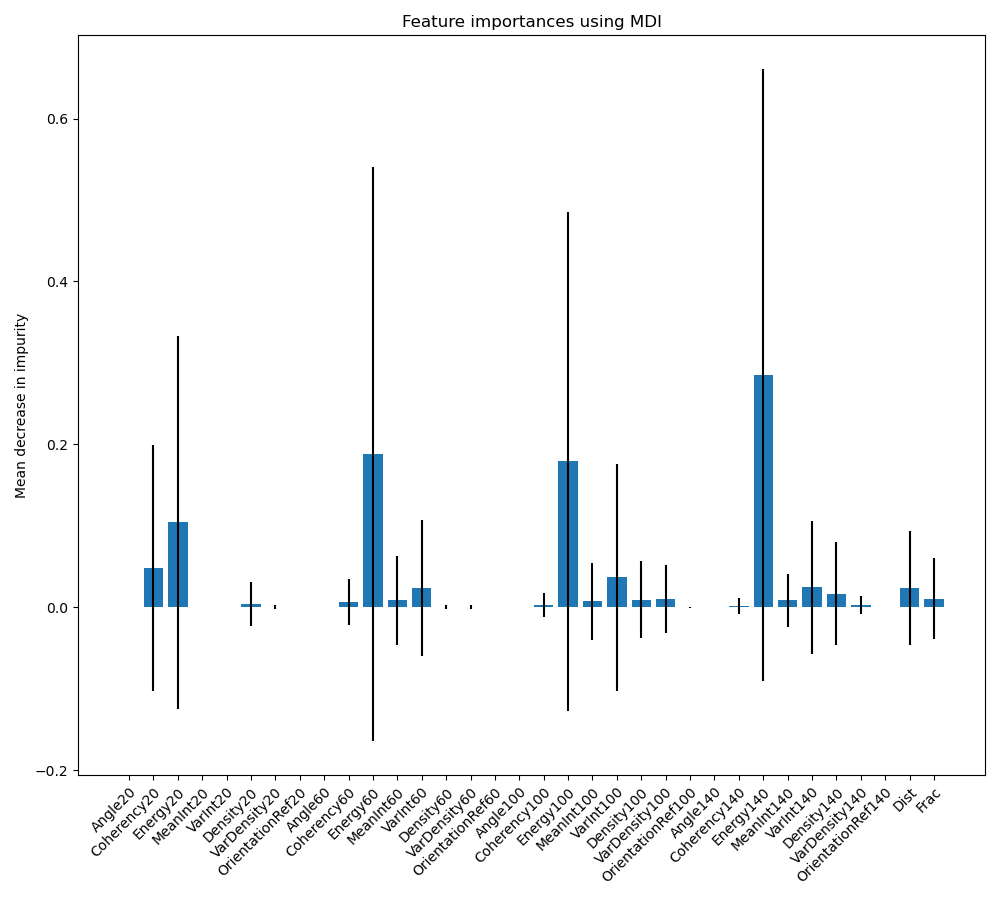 Feature importances using MDI
Mean decrease in impurity
0.6
0.4
0.2
0.0
−0.2
Angle20
Coherency20
Energy20
MeanInt20
VarInt20
Density20
VarDensity20
OrientationRef20
Angle60
Coherency60
Energy60
MeanInt60
VarInt60
Density60
VarDensity60
OrientationRef60
Angle100
Coherency100
Energy100
MeanInt100
VarInt100
Density100
VarDensity100
OrientationRef100
Angle140
Coherency140
Energy140
MeanInt140
VarInt140
Density140
VarDensity140
OrientationRef140
Dist
Frac